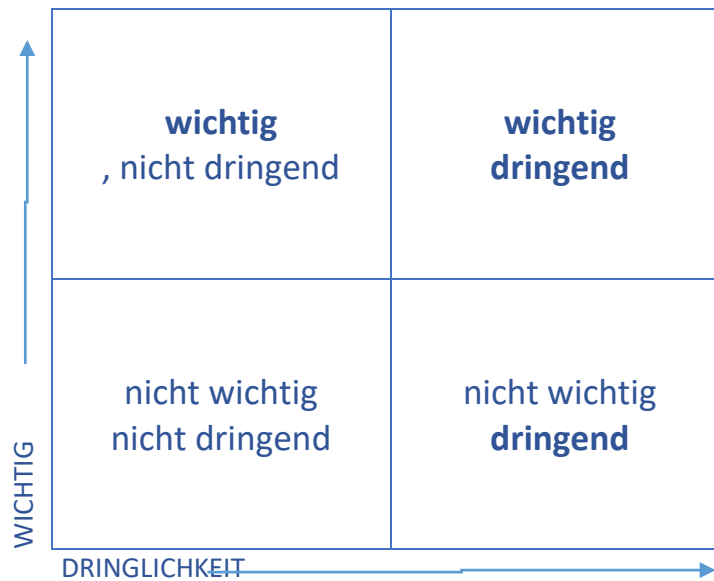 wichtig
, nicht dringend
wichtig
dringend
nicht wichtig
nicht dringend
nicht wichtig
dringend
WICHTIG
DRINGLICHKEIT